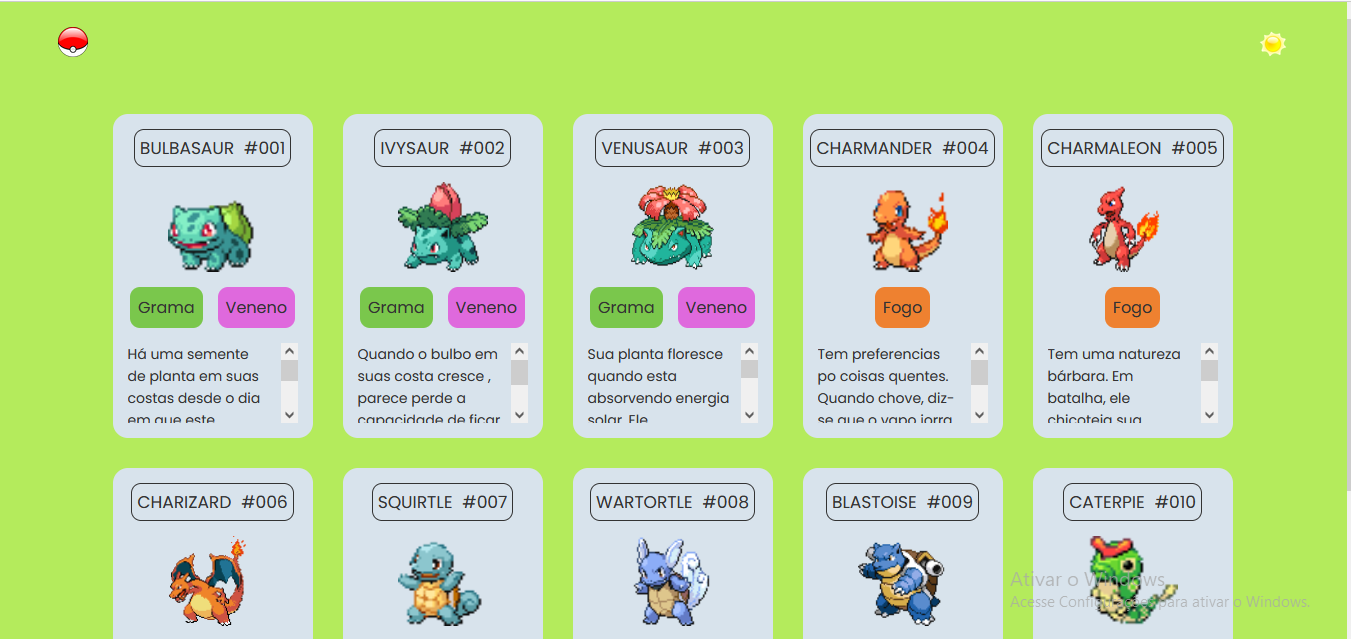 BULBASAUR #001
Grama Veneno
Há uma semente
de planta em suas
costas desde o dia
em que este
IVYSAUR #002
Grama Veneno
Quando o bulbo em
suas costa cresce ,
parece perde a
capacidade de ficar
VENUSAUR #003
Grama Veneno
Sua planta floresce
quando esta
absorvendo energia
solar. Ele
CHARMANDER #004
Fogo
Tem preferencias
po coisas quentes.
Quando chove, diz-
se que o vapo jorra
CHARMALEON #005
Fogo
Tem uma natureza
bárbara. Em
batalha, ele
chicoteia sua
CHARIZARD #006
SQUIRTLE #007
WARTORTLE #008
BLASTOISE #009
CATERPIE #010
Ativar o Windows
Acesse Configurações para ativar o Windows.